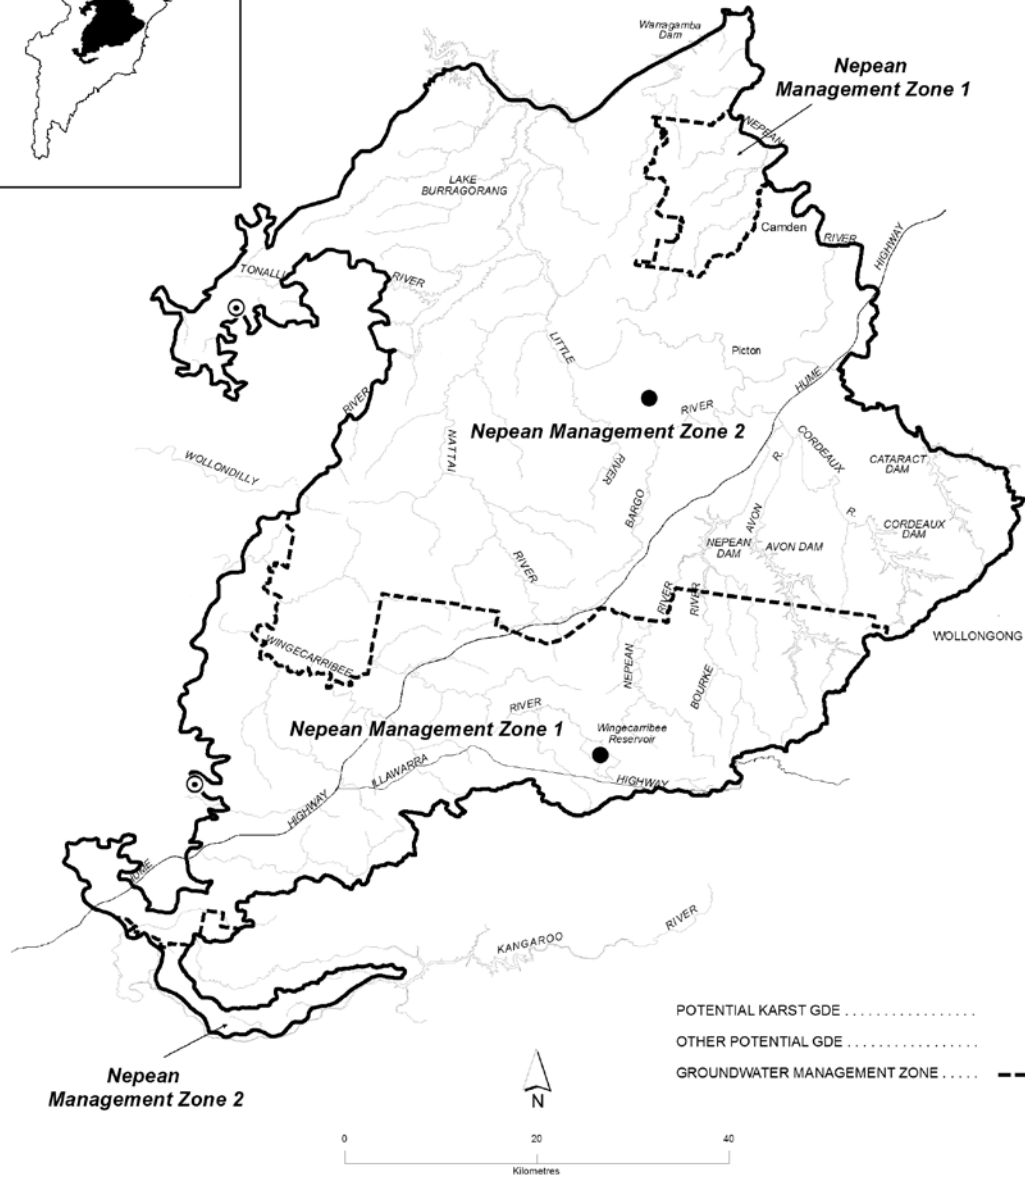 Warragamba
Dam
Nepean
Management Zone 1
NEPEAN
LAKE
BURRAGORANG
Camden
RIVER
HIGHWAY
TONALLI
RIVER
LITTLE
Picton
HUME
RIVER
RIVER
Nepean Management Zone 2
NATTAI
WOLLONDILLY
RIVER
BARGO
R.
CORDEAUX
CATARACT
DAM
R.
AVON
CORDEAUX
DAM
NEPEAN
DAM
AVON DAM
RIVER
RIVER
RIVER
WOLLONGONG
WINGECARRIBEE
NEPEAN
BOURKE
RIVER
Nepean Management Zone 1
Wingecarribee
Reservoir
ILLAWARRA
HIGHWAY
HIGHWAY
HUME
KANGAROO
RIVER
POTENTIAL KARST GDE . . . . . . . . . . . . . . . . .
OTHER POTENTIAL GDE . . . . . . . . . . . . . . . . .
GROUNDWATER MANAGEMENT ZONE . . . . .
Nepean
Management Zone 2
N
0 20 40
Kilometres